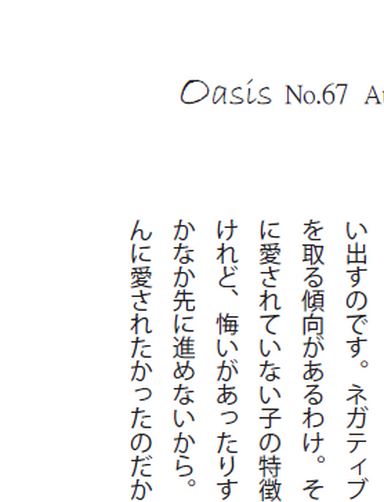 Oasis No.67
い出すのです。ネガティブ
を取る傾向があるわけ。そ
に愛されていない子の特徴
けれど、悔いがあったりす
かなか先に進めないから。
んに愛されたかったのだか